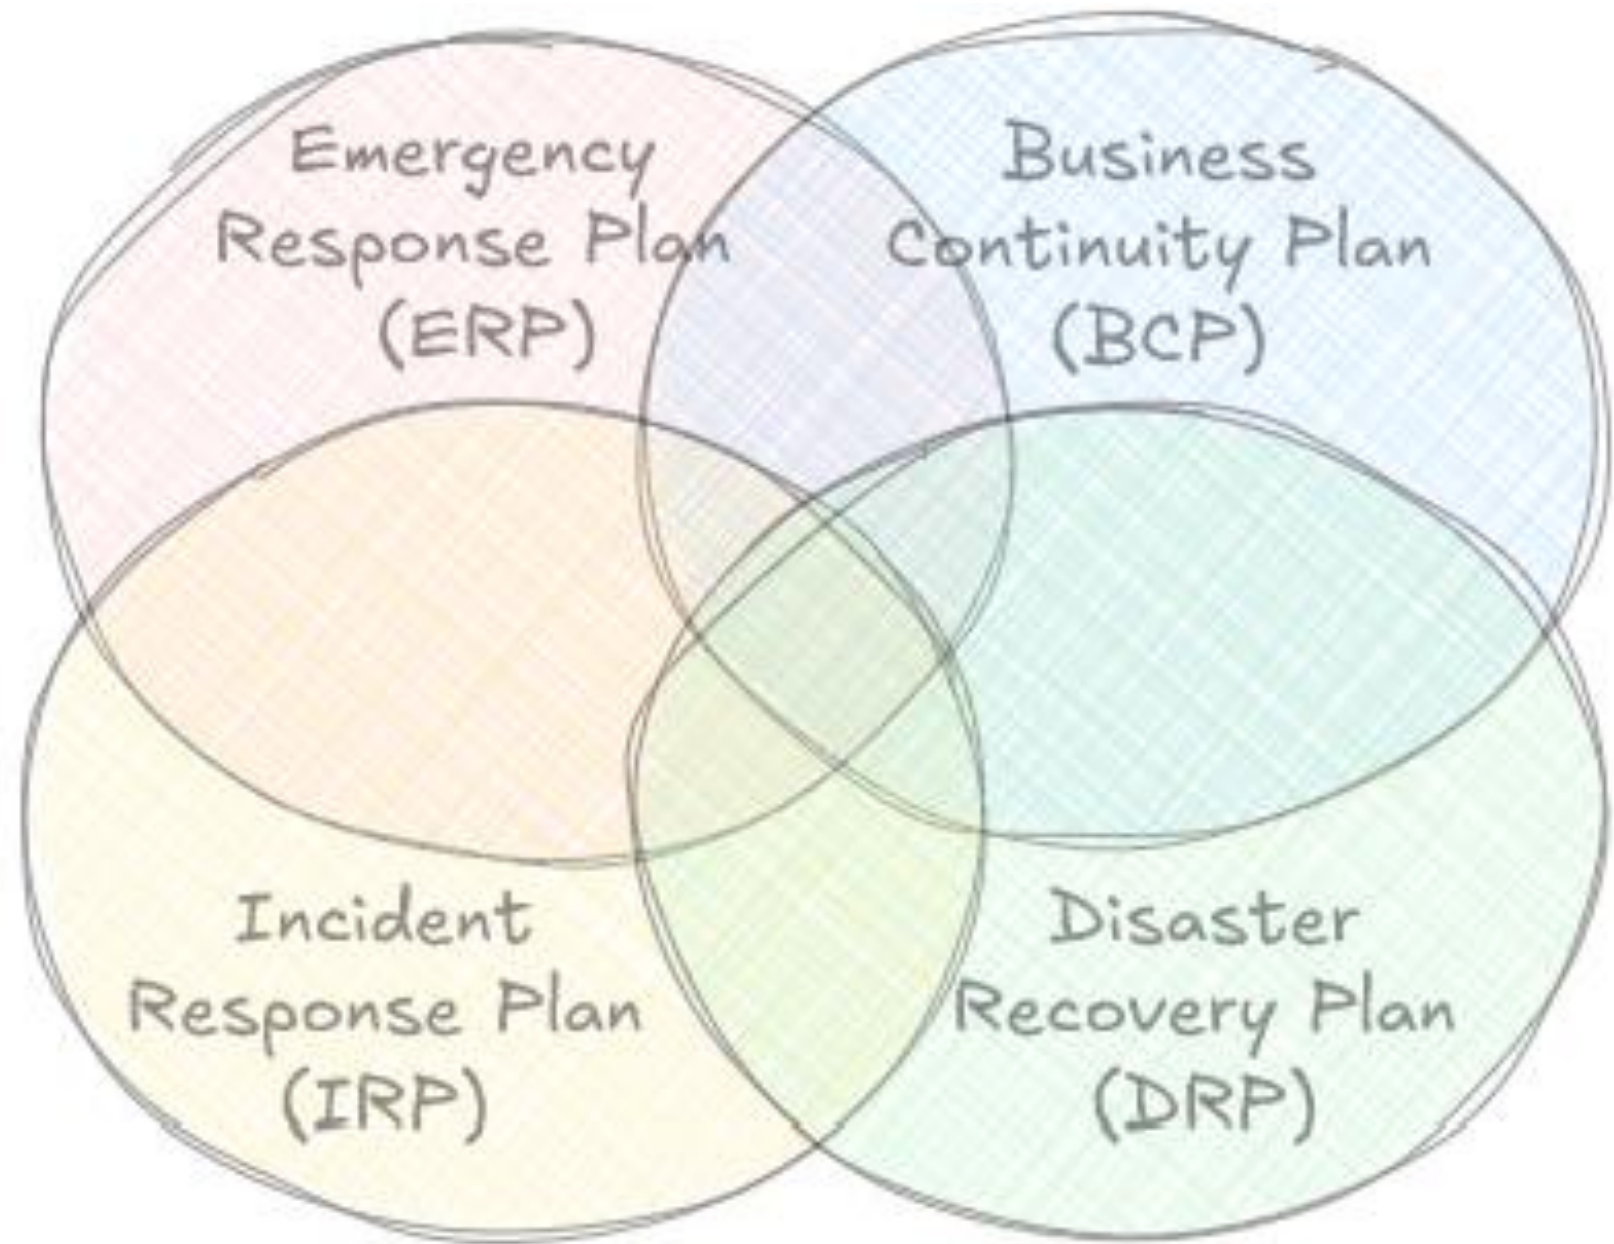 Emergency
Response Plan
(ERP)
Business
Continuity Plan
(BCP)
Incident
Response Plan
(IRP)
Disaster
Recovery Plan
(DRP)